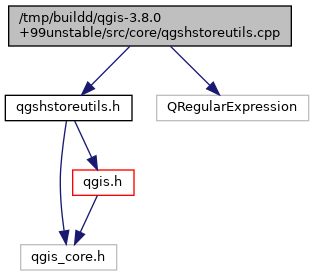 /tmp/buildd/qgis-3.8.0
+99unstable/src/core/qgshstoreutils.cpp
qgshstoreutils.h
QRegularExpression
qgis.h
qgis_core.h